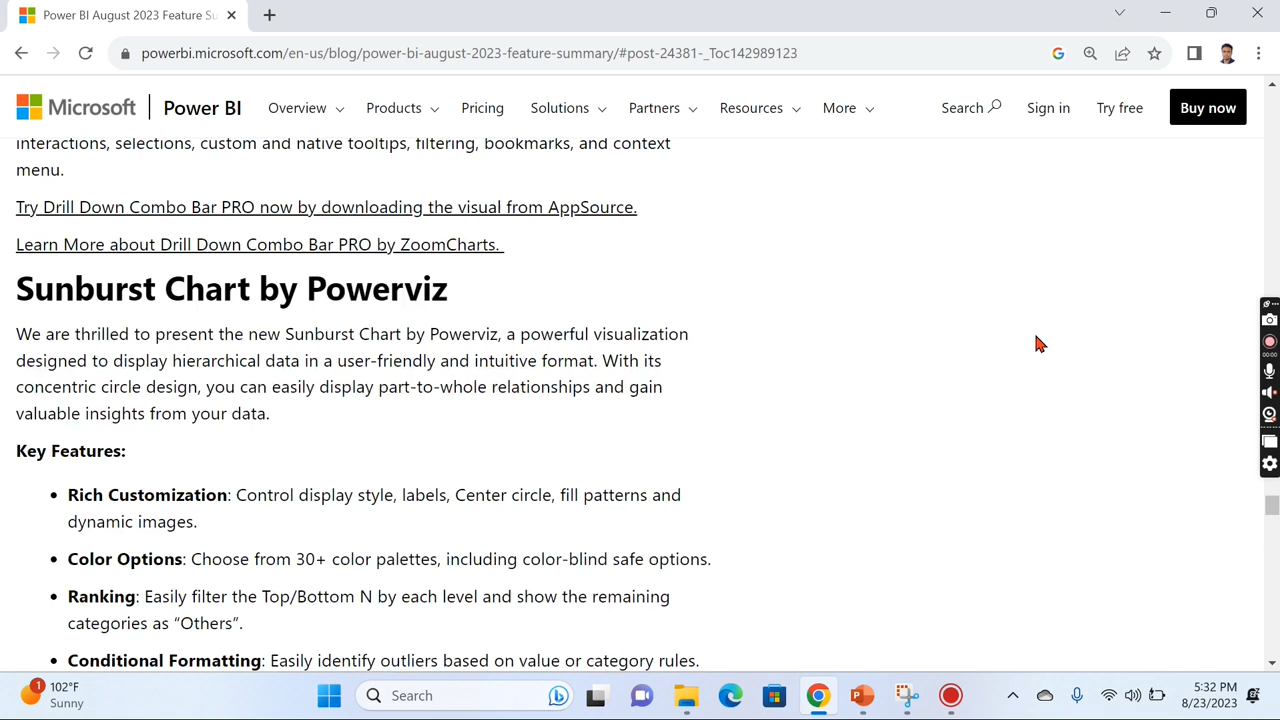 Power BI August 2023 Feature Su
powerbi.microsoft.com/en-us/blog/power-bi-august-2023-feature-summary/#post-24381-_Toc142989123
Microsoft Power BI Overview Products Pricing Solutions Partners Resources More Search Sign in Try free Buy now
interactions, selections, custom and native tooltips, filtering, bookmarks, and context
menu.
Try Drill Down Combo Bar PRO now by downloading the visual from AppSource.
Learn More about Drill Down Combo Bar PRO by ZoomCharts.
Sunburst Chart by Powerviz
We are thrilled to present the new Sunburst Chart by Powerviz, a powerful visualization
designed to display hierarchical data in a user-friendly and intuitive format. With its
concentric circle design, you can easily display part-to-whole relationships and gain
valuable insights from your data.
Key Features:
• Rich Customization: Control display style, labels, Center circle, fill patterns and
dynamic images.
• Color Options: Choose from 30+ color palettes, including color-blind safe options.
• Ranking: Easily filter the Top/Bottom N by each level and show the remaining
categories as “Others”.
• Conditional Formatting: Easily identify outliers based on value or category rules.
00:00
1
102°F
Sunny
Search
5:32 PM
8/23/2023